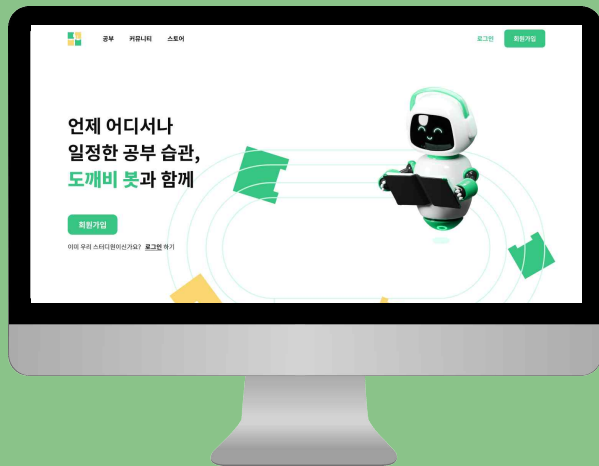 공부 커뮤니티 스토어
로그인 회원가입
언제 어디서나
일정한 공부 습관,
도깨비 봇과 함께
회원가입
이미 우리 스터디원이신가요? 로그인 하기